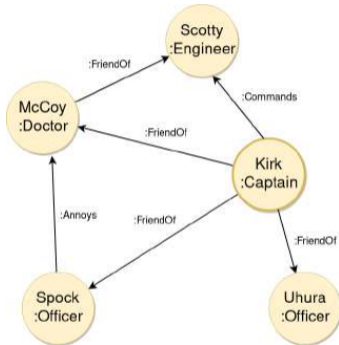 Scotty
:Engineer
:FriendOf
:Commands
McCoy
:Doctor
:FriendOf
Kirk
:Captain
:Annoys
:FriendOf
:FriendOf
Spock
:Officer
Uhura
:Officer